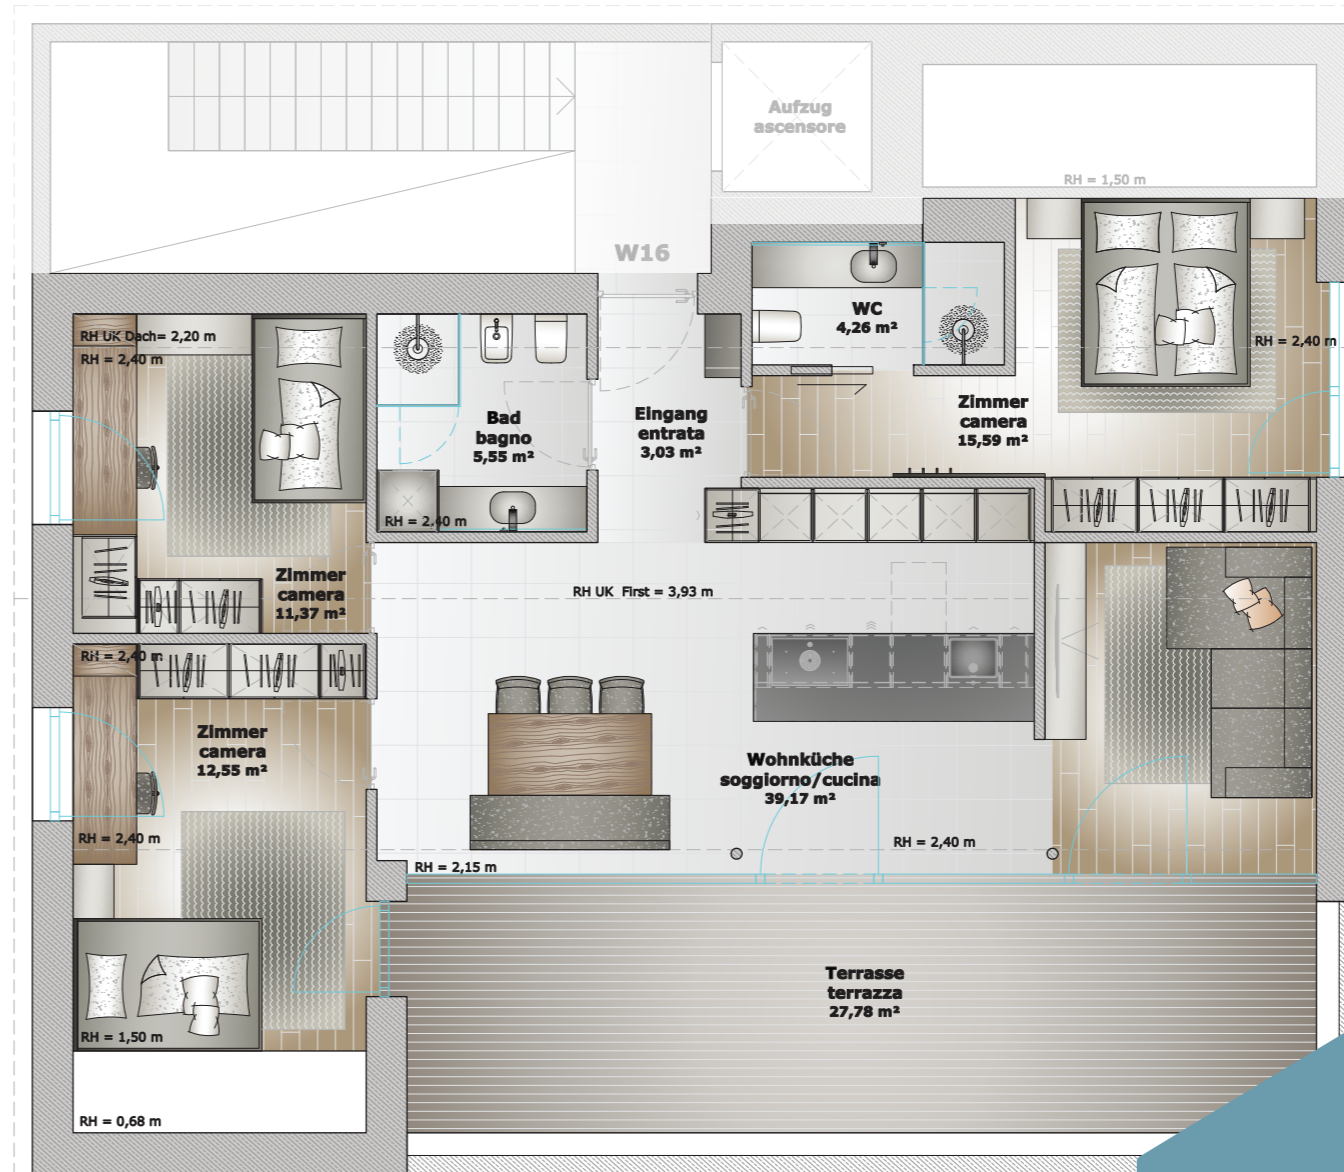 Aufzug
ascensore
RH = 1,50 m
W16
WC
4,26 m²
RH UK Dach= 2,20 m
RH = 2,40 m
RH = 2,40 m
Bad
bagno
5,55 m²
Eingang
entrata
3,03 m²
Zimmer
camera
15,59 m²
RH = 2,40 m
Zimmer
camera
11,37 m²
RH UK First = 3,93 m
RH = 2,40 m
Zimmer
camera
12,55 m²
Wohnküche
soggiorno/cucina
39,17 m²
RH = 2,40 m
RH = 2,40 m
RH = 2,15 m
Terrasse
terrazza
27,78 m²
RH = 1,50 m
RH = 0,68 m